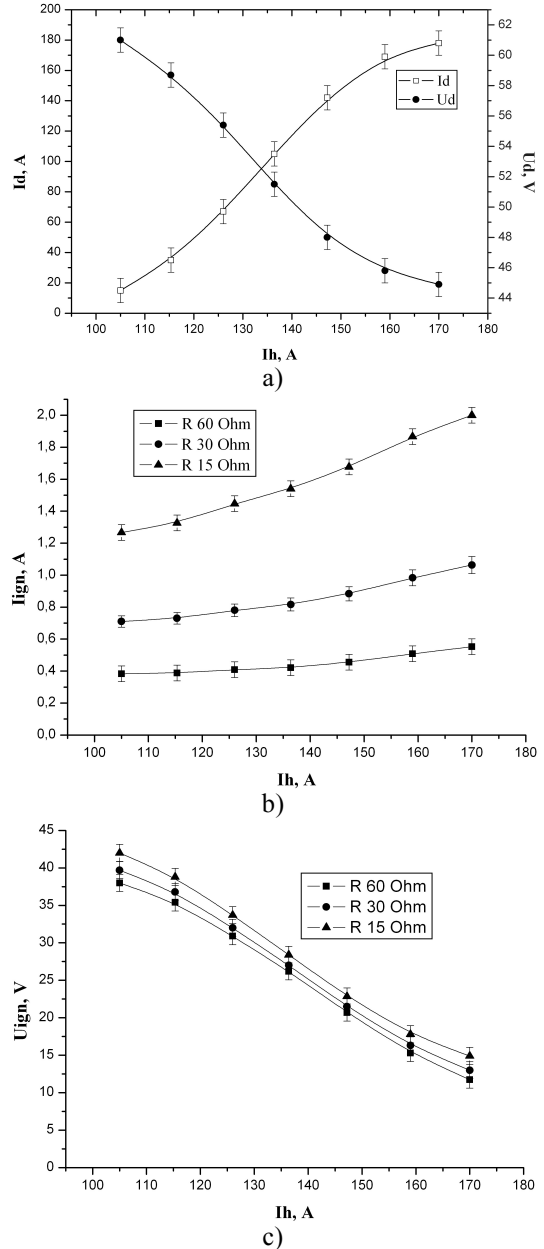 200
180
160
140
120
100
80
60
40
20
0
Id, A
62
60
58
56
54
52
50
48
46
44
Ud, V
Id
Ud
100 110 120 130 140 150 160 170 180
Ih, A
a)
2,0
1,8
1,6
1,4
1,2
1,0
0,8
0,6
0,4
0,2
0,0
Iign, A
R 60 Ohm
R 30 Ohm
R 15 Ohm
100 110 120 130 140 150 160 170 180
Ih, A
b)
45
40
35
30
25
20
15
10
5
0
Uign, V
R 60 Ohm
R 30 Ohm
R 15 Ohm
100 110 120 130 140 150 160 170 180
Ih, A
c)